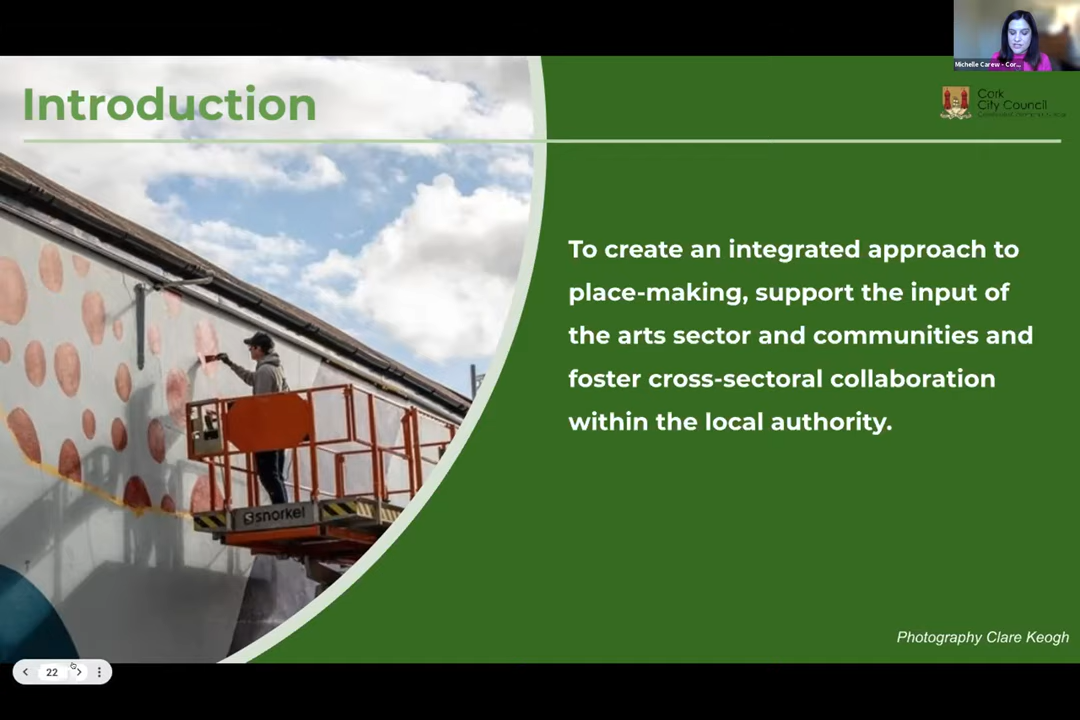 Michelle Carew - Cor...
Introduction
Cork
City Council
To create an integrated approach to
place-making, support the input of
the arts sector and communities and
foster cross-sectoral collaboration
within the local authority.
snorkel
Photography Clare Keogh
22